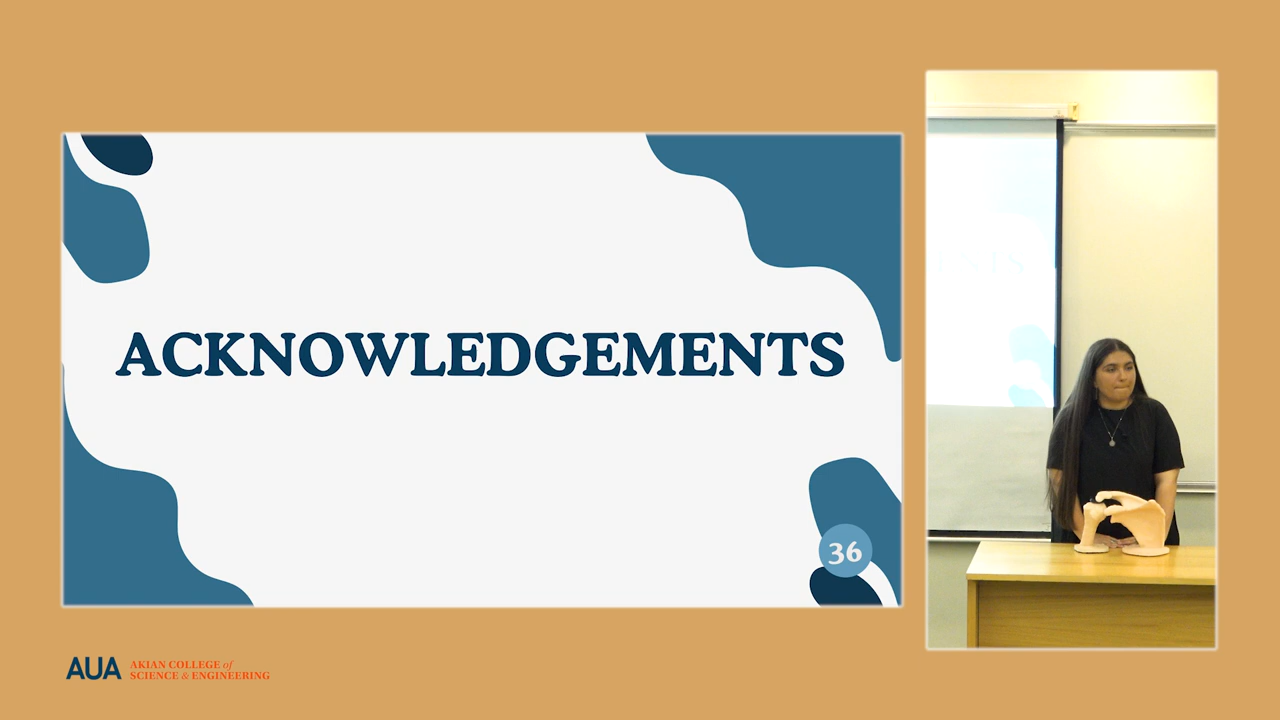 ACKNOWLEDGEMENTS
36
AUA
AKIAN COLLEGE of
SCIENCE & ENGINEERING